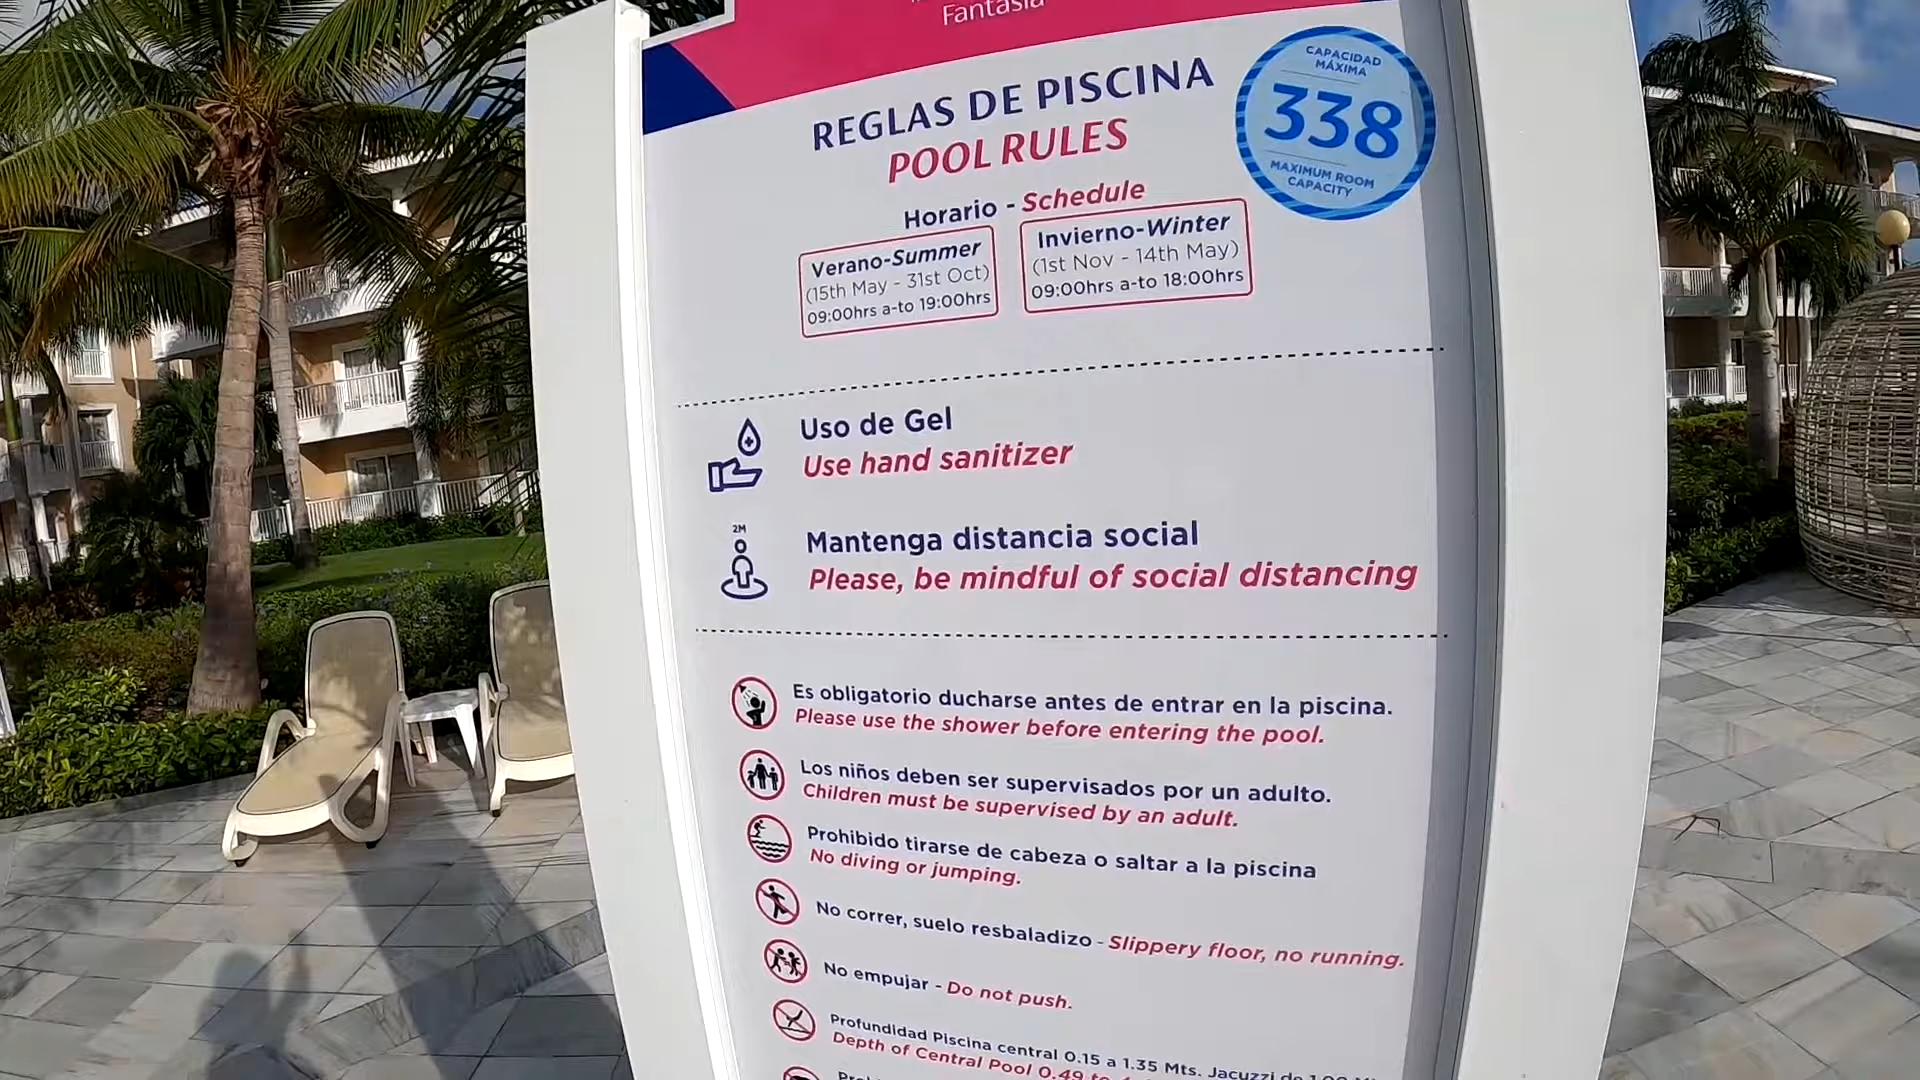 Fantasia
REGLAS DE PISCINA
POOL RULES
CAPACIDAD
MÁXIMA
338
MAXIMUM ROOM
CAPACITY
Horario - Schedule
Verano-Summer
(15th May - 31st Oct)
09:00hrs a-to 19:00hrs
Invierno-Winter
(1st Nov - 14th May)
09:00hrs a-to 18:00hrs
Uso de Gel
Use hand sanitizer
2M
Mantenga distancia social
Please, be mindful of social distancing
Es obligatorio ducharse antes de entrar en la piscina.
Please use the shower before entering the pool.
Los niños deben ser supervisados por un adulto.
Children must be supervised by an adult.
Prohibido tirarse de cabeza o saltar a la piscina
No diving or jumping.
No correr, suelo resbaladizo - Slippery floor, no running.
No empujar - Do not push.
Profundidad Piscina central 0.15 a 1.35 Mts. Jacuzzi de
Depth of Central Pool 0.49 to